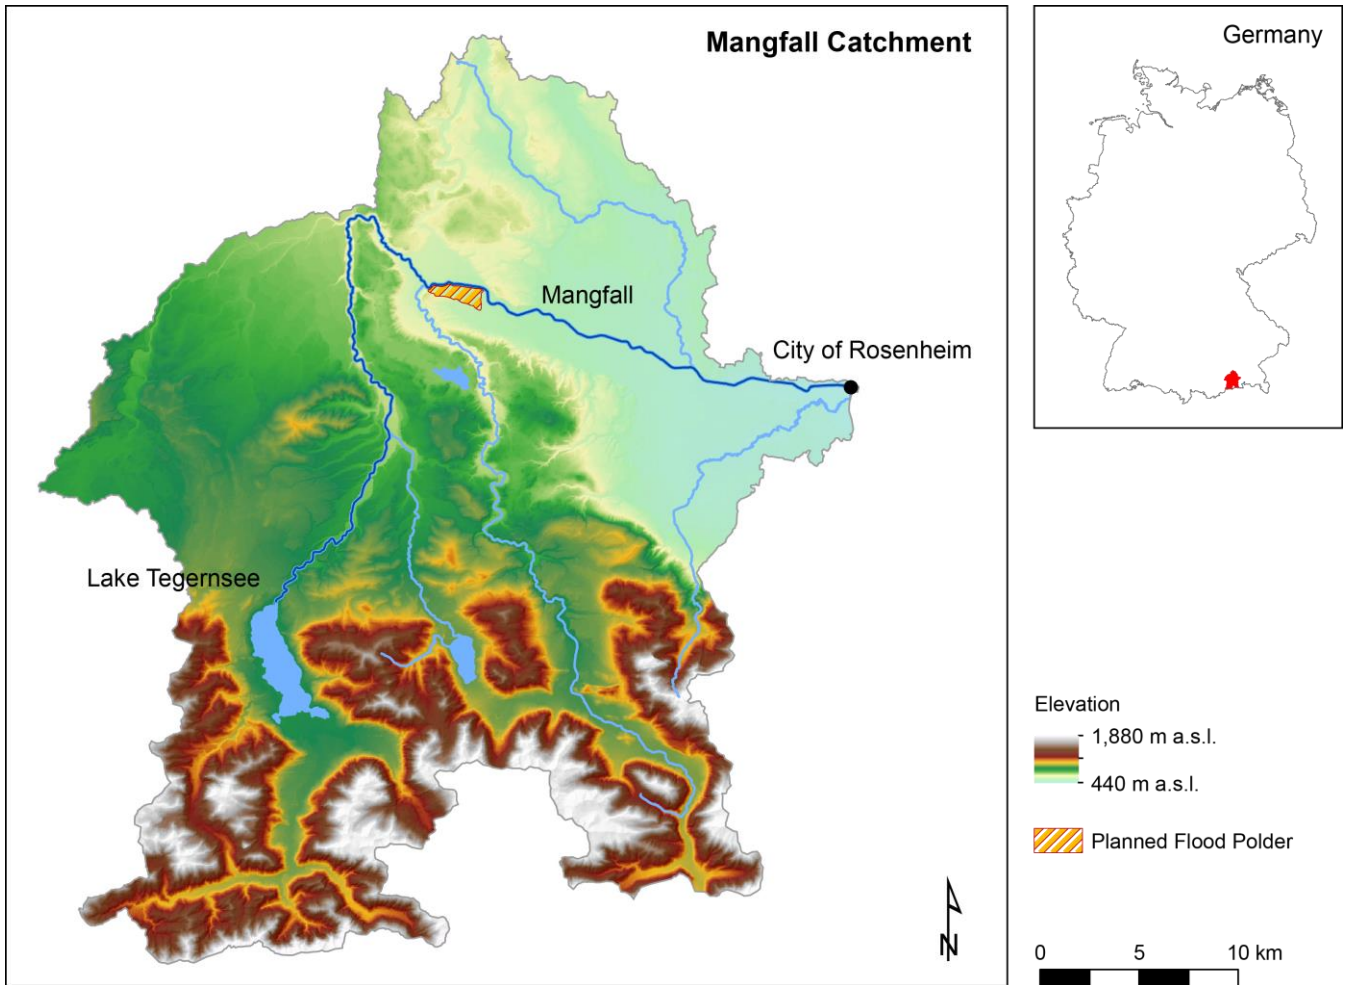 Mangfall Catchment
Germany
Mangfall
City of Rosenheim
Lake Tegernsee
Elevation
1,880 m a.s.l.
440 m a.s.l.
Planned Flood Polder
N
0 5 10 km